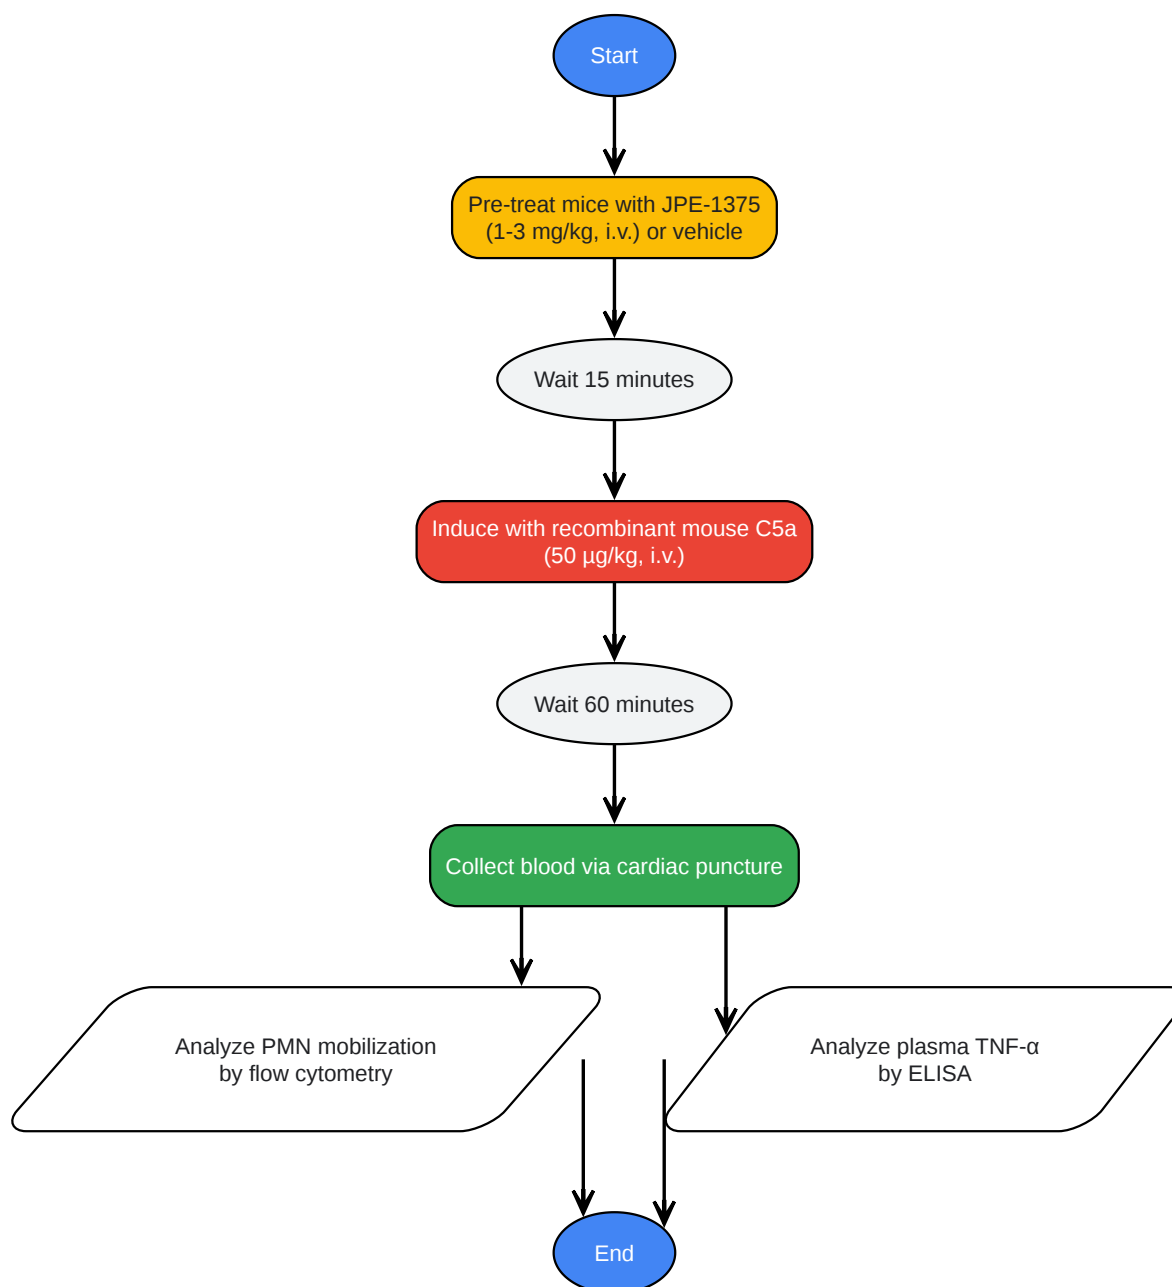 Start
Pre-treat mice with JPE-1375
(1-3 mg/kg, i.v.) or vehicle
Wait 15 minutes
Induce with recombinant mouse C5a
(50 µg/kg, i.v.)
Wait 60 minutes
Collect blood via cardiac puncture
Analyze PMN mobilization
by flow cytometry
Analyze plasma TNF-α
by ELISA
End